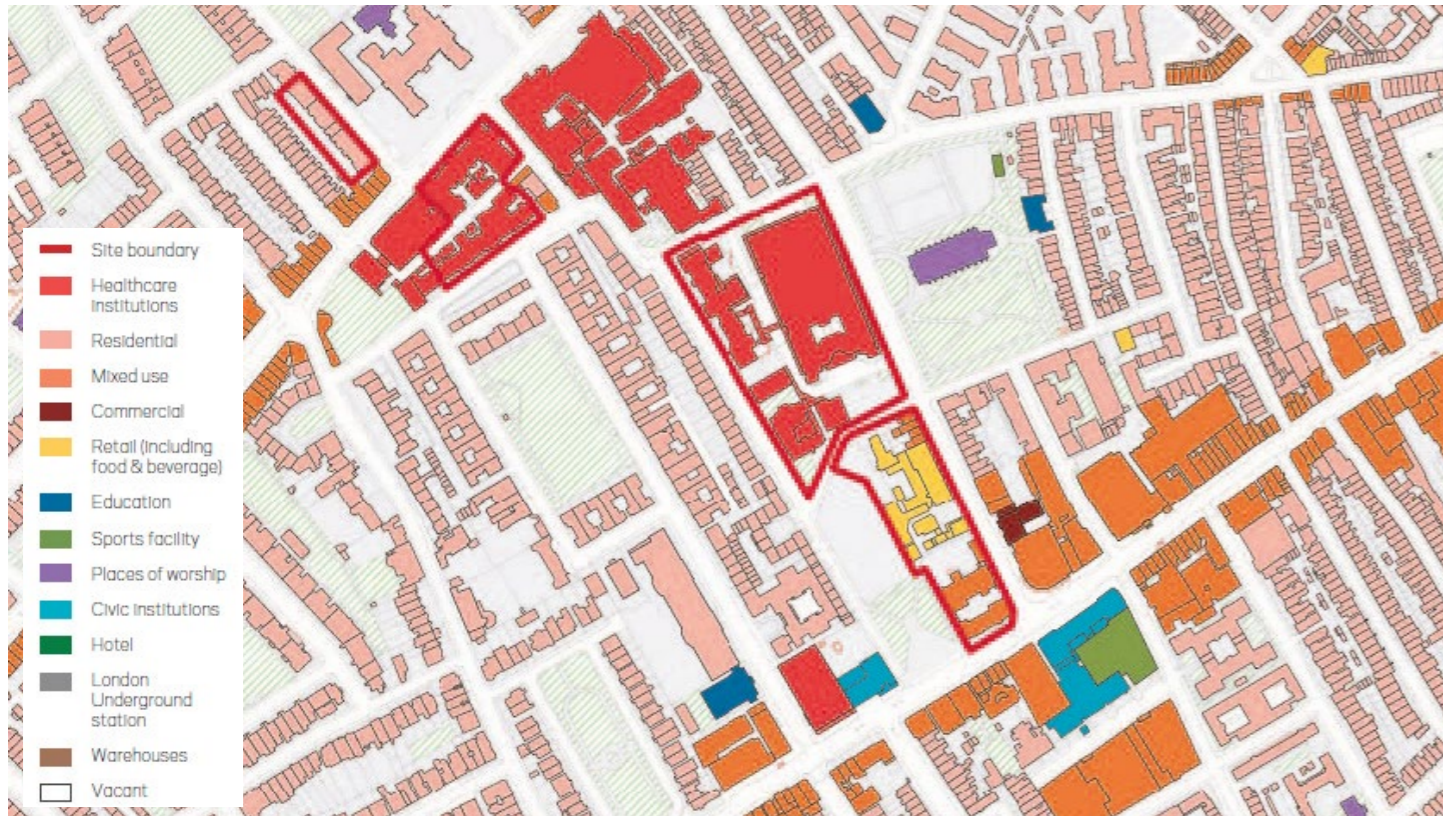 Site boundary
Healthcare
Institutions
Residential
Mixed use
Commercial
Retail (including
food & beverage)
Education
Sports facility
Places of worship
Civic Institutions
Hotel
London
Underground
station
Warehouses
Vacant